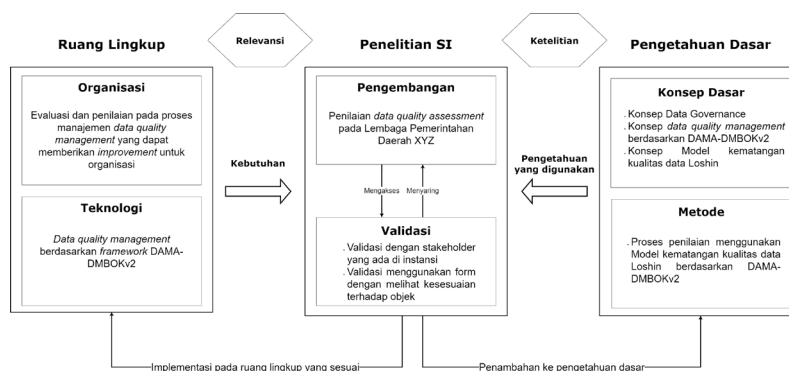 Ruang Lingkup
Relevansi
Penelitian SI
Ketelitian
Pengetahuan Dasar
Organisasi
Evaluasi dan penilaian pada proses
manajemen data quality
management yang dapat
memberikan improvement untuk
organisasi
Teknologi
Data quality management
berdasarkan framework DAMA-
DMBOKv2
Kebutuhan
Pengembangan
Penilaian data quality assessment
pada Lembaga Pemerintahan
Daerah XYZ
Mengakses
Menyaring
Validasi
. Validasi dengan stakeholder
yang ada di instansi
. Validasi menggunakan form
dengan melihat kesesuaian
terhadap objek
Pengetahuan
yang digunakan
Konsep Dasar
. Konsep Data Governance
. Konsep data quality management
berdasarkan DAMA-DMBOKv2
. Konsep Model kematangan
kualitas data Loshin
Metode
. Proses penilaian menggunakan
Model kematangan kualitas data
Loshin berdasarkan DAMA-
DMBOKv2
Implementasi pada ruang lingkup yang sesuai
Penambahan ke pengetahuan dasar